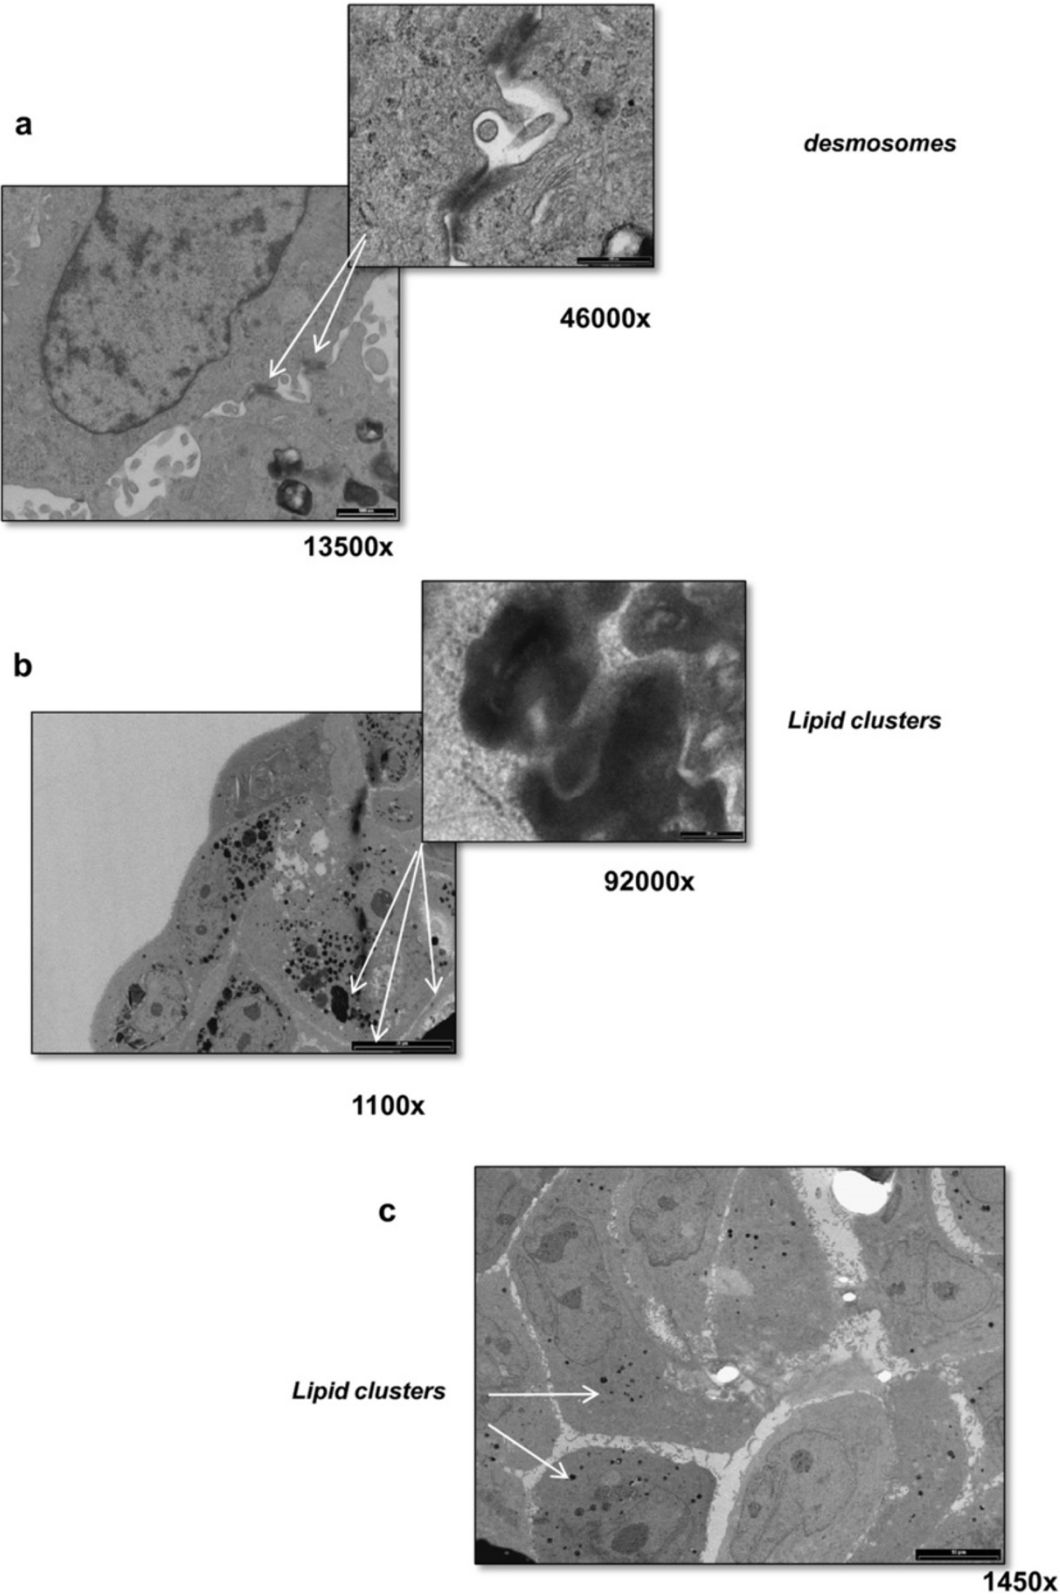 a
desmosomes
46000x
13500x
b
Lipid clusters
92000x
1100x
c
Lipid clusters
1450x